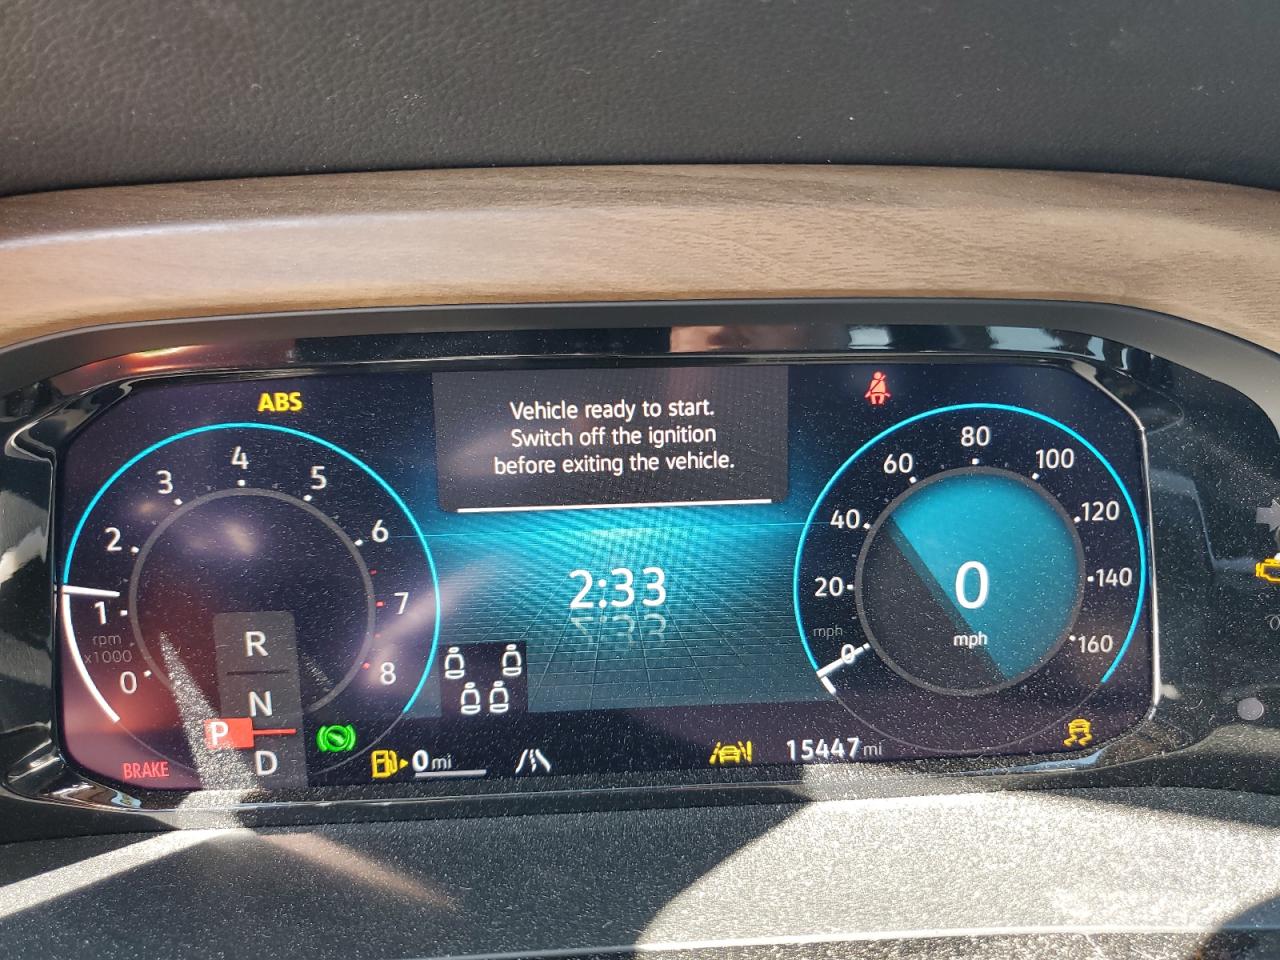 ABS
Vehicle ready to start.
Switch off the ignition
before exiting the vehicle.
0
1
2
3
4
5
6
7
8
rpm
x1000
2:33
0
20
40
60
80
100
120
140
160
mph
0
mph
R
N
P
D
BRAKE
0 mi
15447 mi